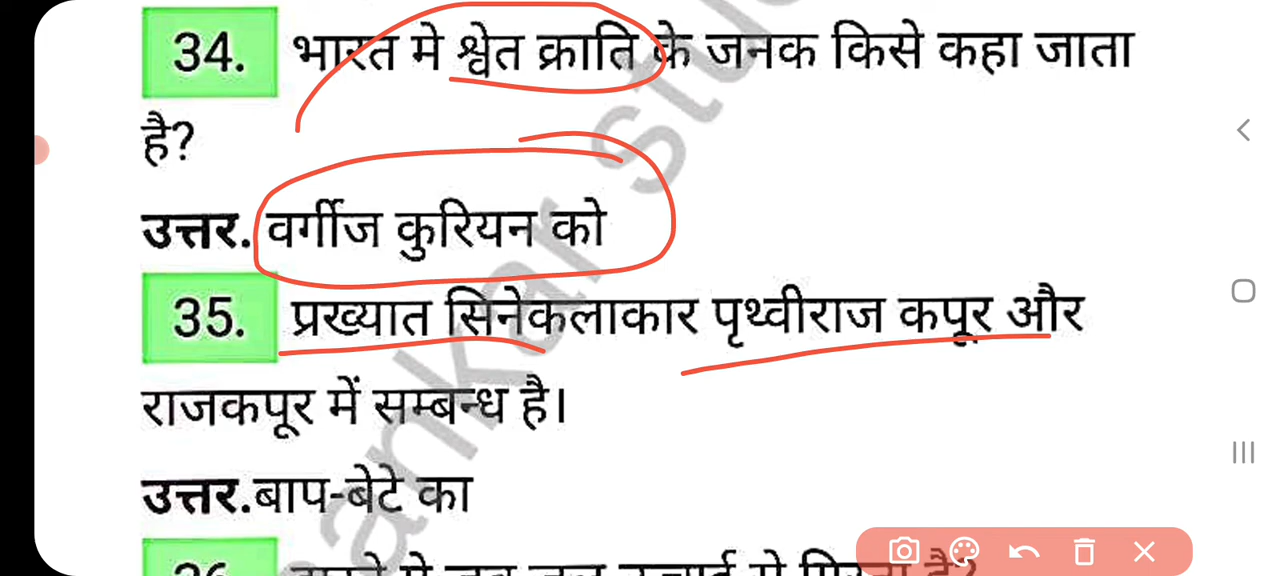 34. भारत मे श्वेत क्राति के जनक किसे कहा जाता
है?
उत्तर. वर्गीज कुरियन को
35. प्रख्यात सिनेकलाकार पृथ्वीराज कपूर और
राजकपूर में सम्बन्ध है।
उत्तर.बाप-बेटे का